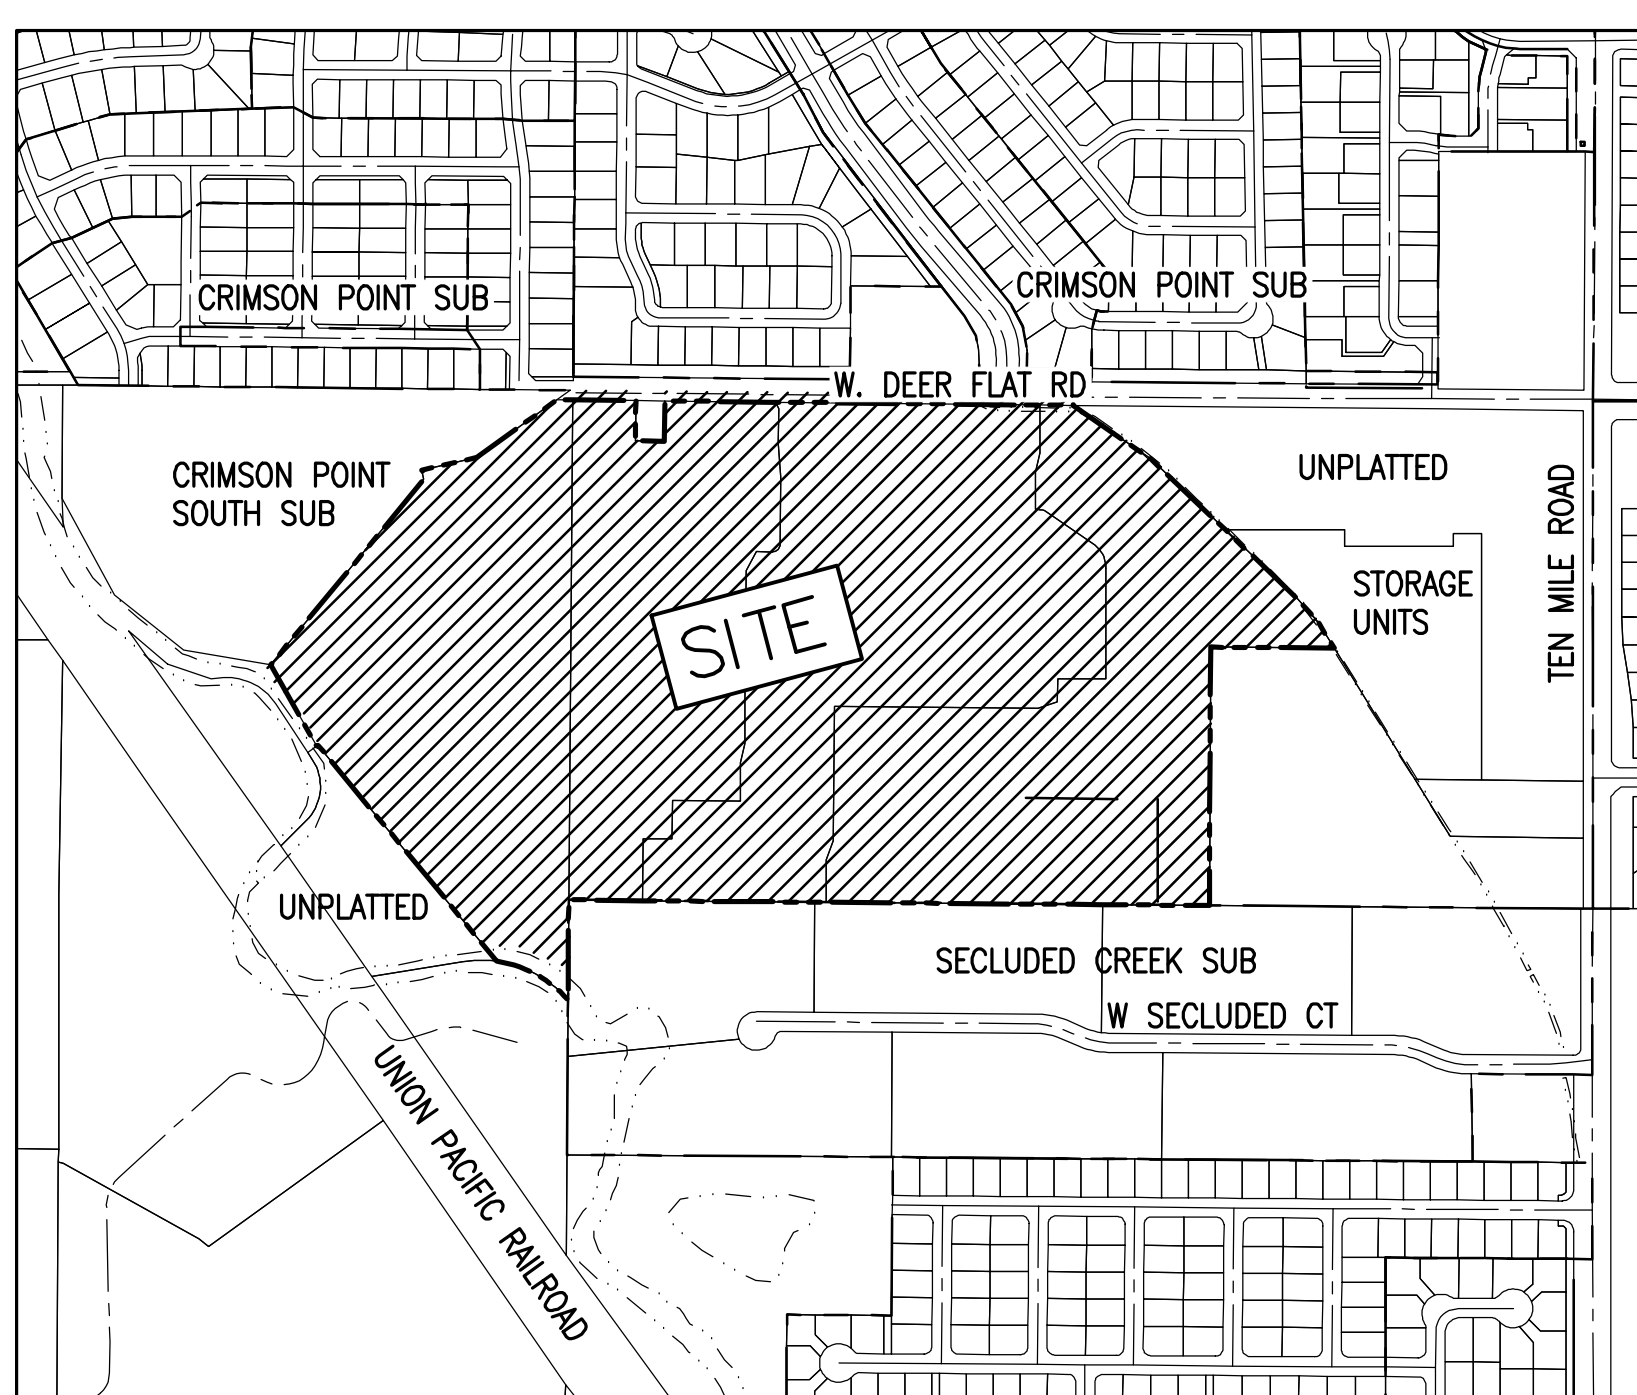 CRIMSON POINT SUB
CRIMSON POINT SUB
W. DEER FLAT RD
CRIMSON POINT
SOUTH SUB
UNPLATTED
TEN MILE ROAD
STORAGE
UNITS
SITE
UNPLATTED
SECLUDED CREEK SUB
W SECLUDED CT
UNION PACIFIC RAILROAD